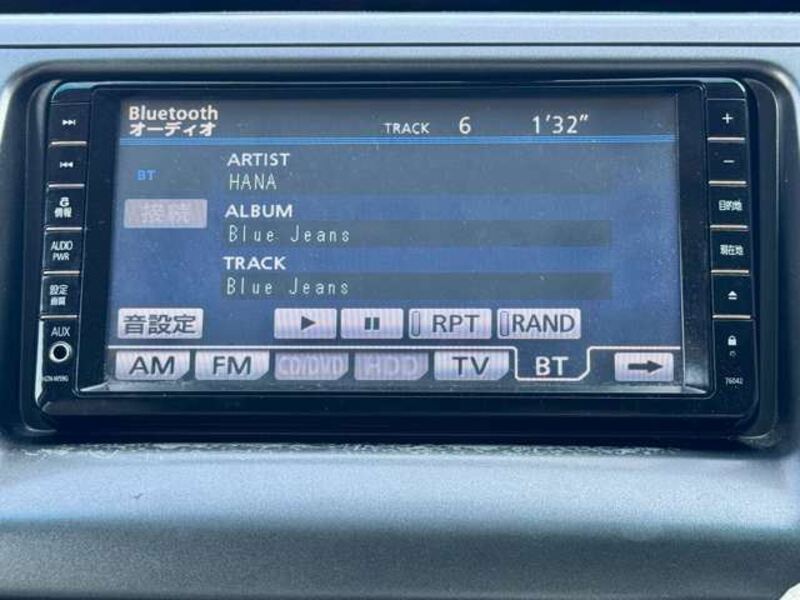 Bluetooth
オーディオ
TRACK 6 1'32"
BT
ARTIST
HANA
接続
ALBUM
Blue Jeans
TRACK
Blue Jeans
音設定
RPT
RAND
AM
FM
CD/DVD
HDD
TV
BT
情報
AUDIO
PWR
設定
画面
AUX
+
-
目的地
現在地
76042